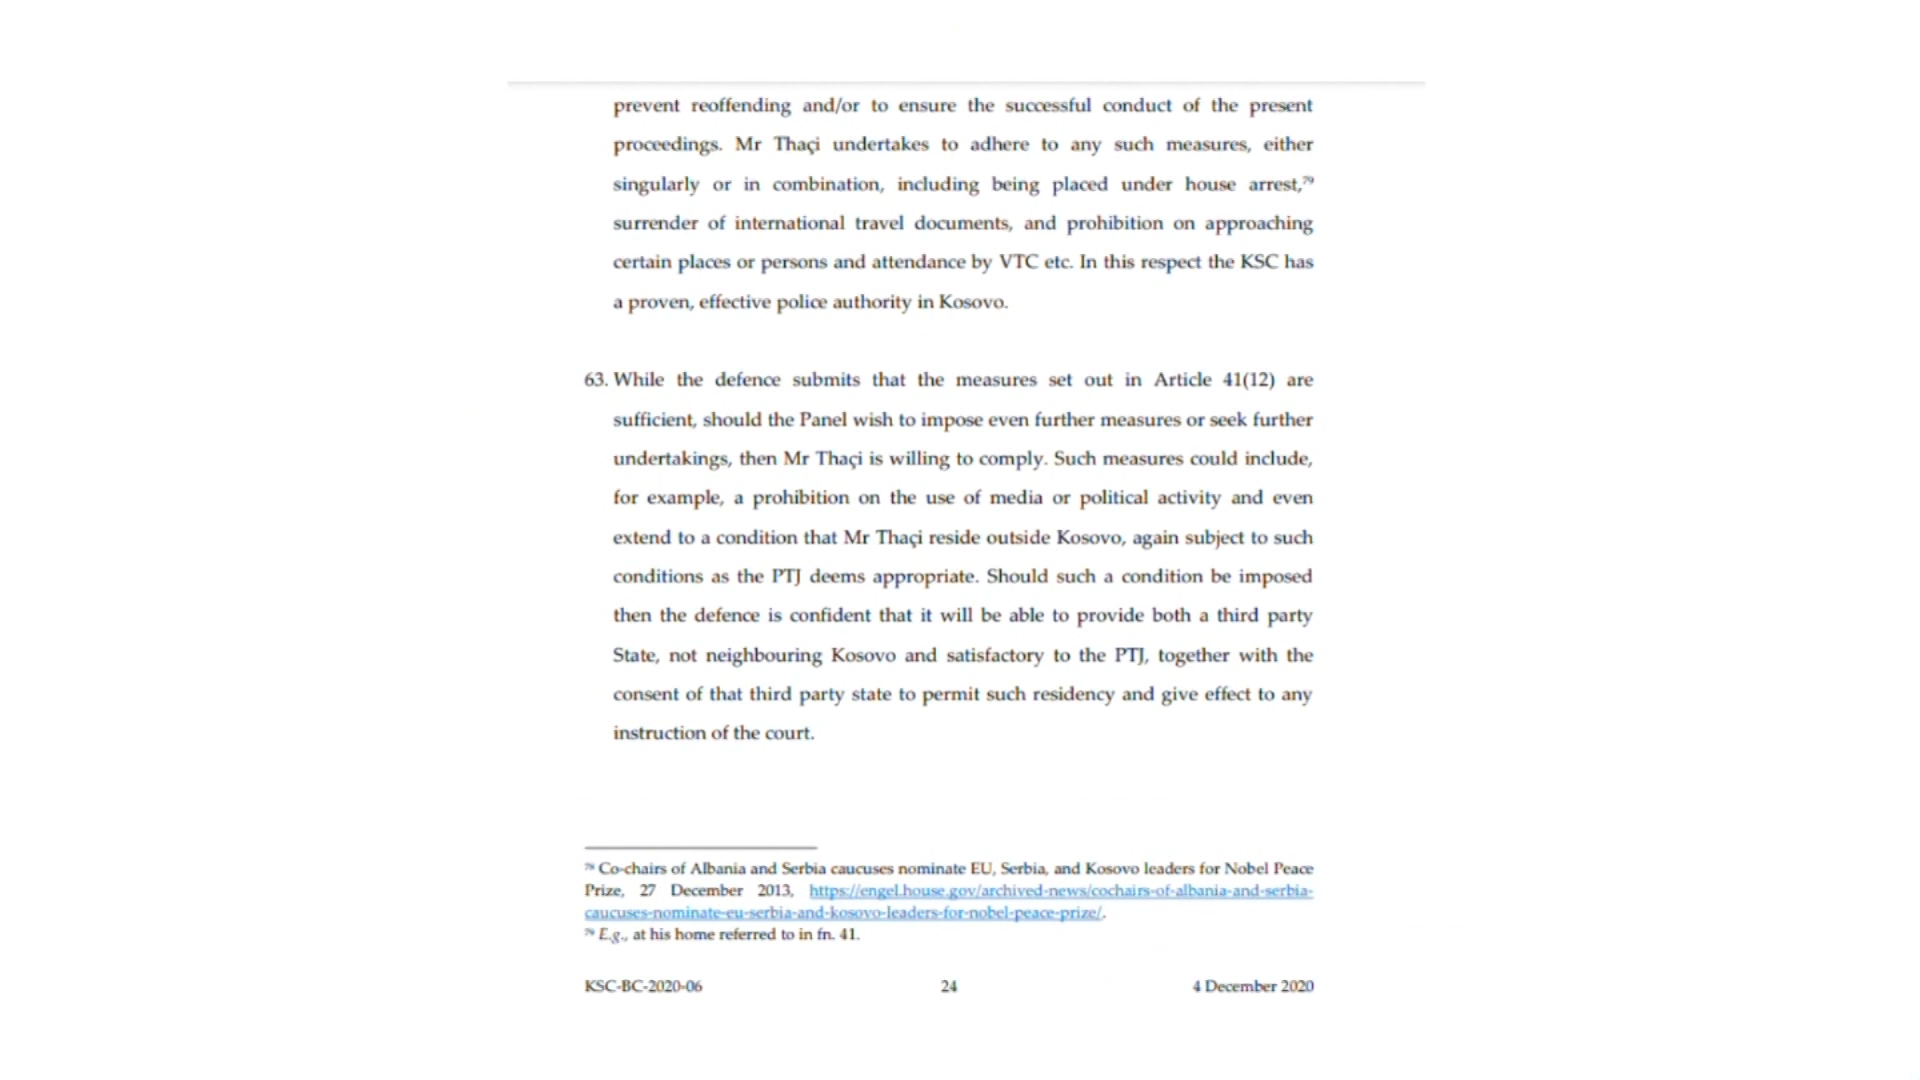 prevent reoffending and/or to ensure the successful conduct of the present
proceedings. Mr Thaçi undertakes to adhere to any such measures, either
singularly or in combination, including being placed under house arrest,⁷⁹
surrender of international travel documents, and prohibition on approaching
certain places or persons and attendance by VTC etc. In this respect the KSC has
a proven, effective police authority in Kosovo.
63. While the defence submits that the measures set out in Article 41(12) are
sufficient, should the Panel wish to impose even further measures or seek further
undertakings, then Mr Thaçi is willing to comply. Such measures could include,
for example, a prohibition on the use of media or political activity and even
extend to a condition that Mr Thaçi reside outside Kosovo, again subject to such
conditions as the PTJ deems appropriate. Should such a condition be imposed
then the defence is confident that it will be able to provide both a third party
State, not neighbouring Kosovo and satisfactory to the PTJ, together with the
consent of that third party state to permit such residency and give effect to any
instruction of the court.
⁷⁸ Co-chairs of Albania and Serbia caucuses nominate EU, Serbia, and Kosovo leaders for Nobel Peace
Prize, 27 December 2013, https://engel.house.gov/archived-news/cochairs-of-albania-and-serbia-
caucuses-nominate-eu-serbia-and-kosovo-leaders-for-nobel-peace-prize/.
⁷⁹ E.g., at his home referred to in fn. 41.
KSC-BC-2020-06 24 4 December 2020